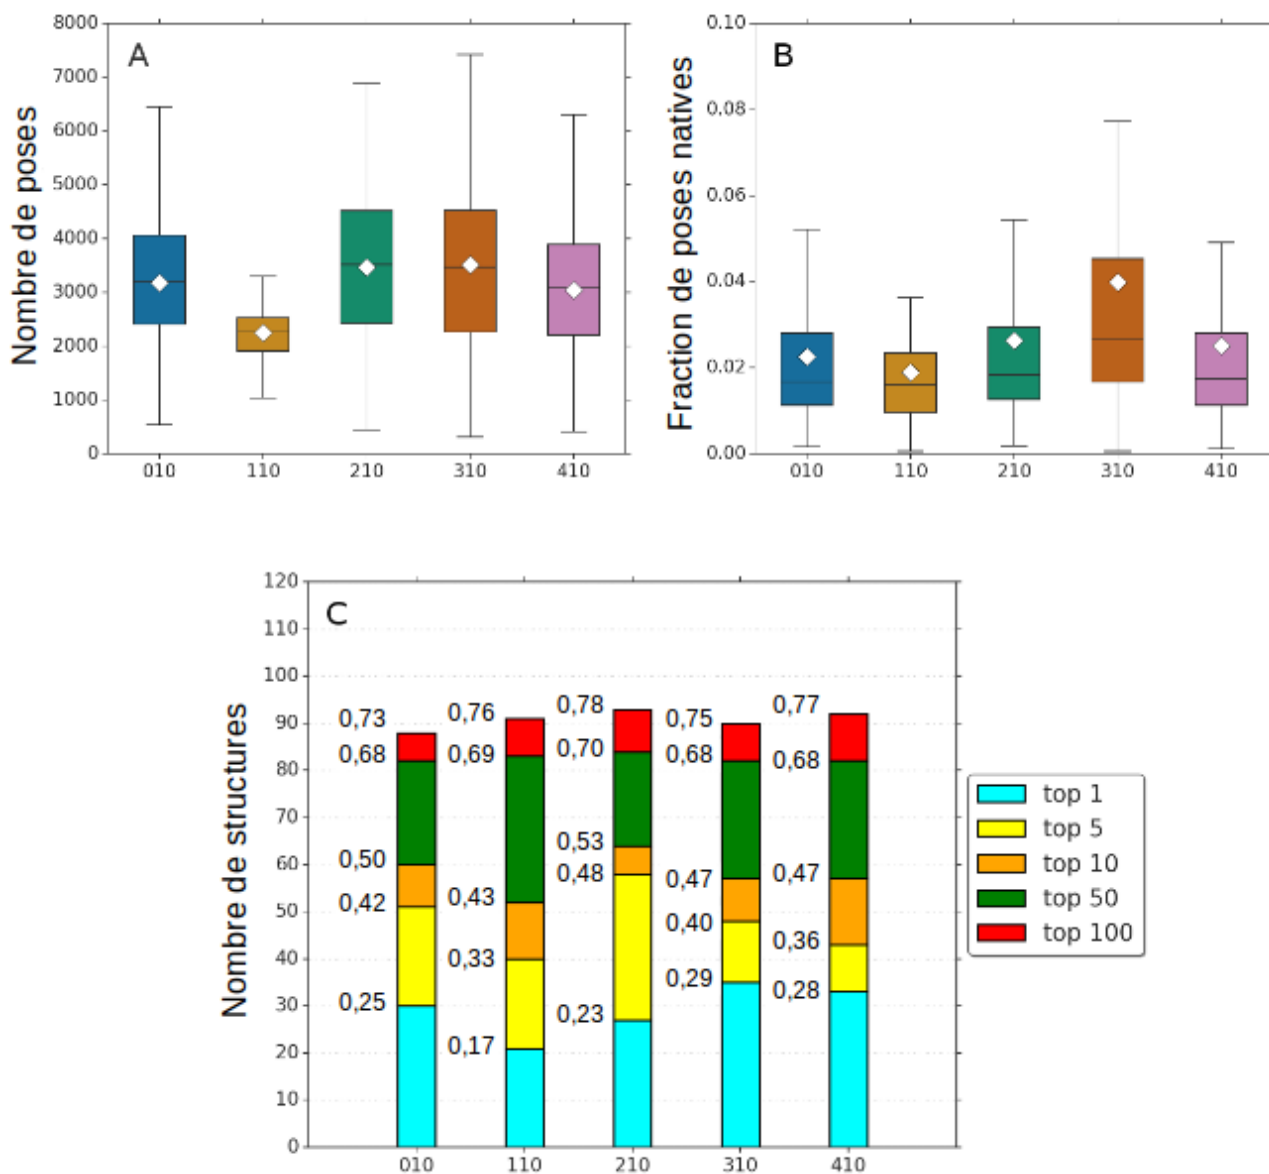 A
Nombre de poses
8000
7000
6000
5000
4000
3000
2000
1000
0
010 110 210 310 410
B
Fraction de poses natives
0.10
0.08
0.06
0.04
0.02
0.00
010 110 210 310 410
C
Nombre de structures
120
110
100
90
80
70
60
50
40
30
20
10
0
0,73 0,76 0,78 0,75 0,77
0,68 0,69 0,70 0,68 0,68
0,50 0,43 0,53 0,47 0,47
0,42 0,33 0,48 0,40 0,36
0,25 0,17 0,23 0,29 0,28
010 110 210 310 410
top 1
top 5
top 10
top 50
top 100